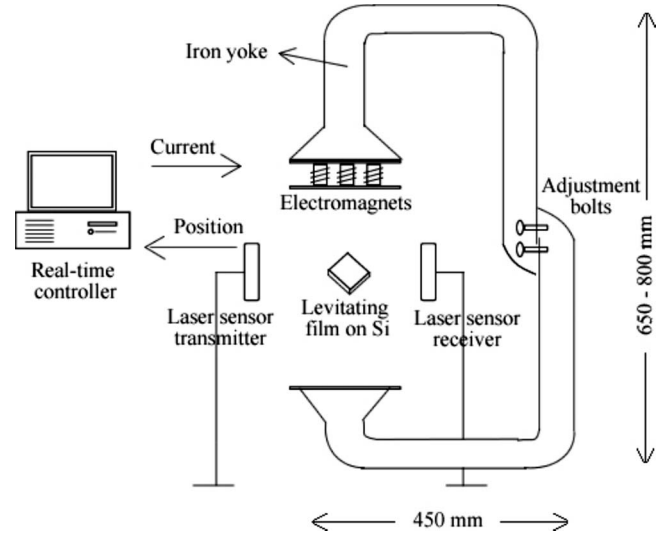 Iron yoke
Current
Electromagnets
Adjustment
bolts
Position
Real-time
controller
Laser sensor
transmitter
Levitating
film on Si
Laser sensor
receiver
650 - 800 mm
450 mm